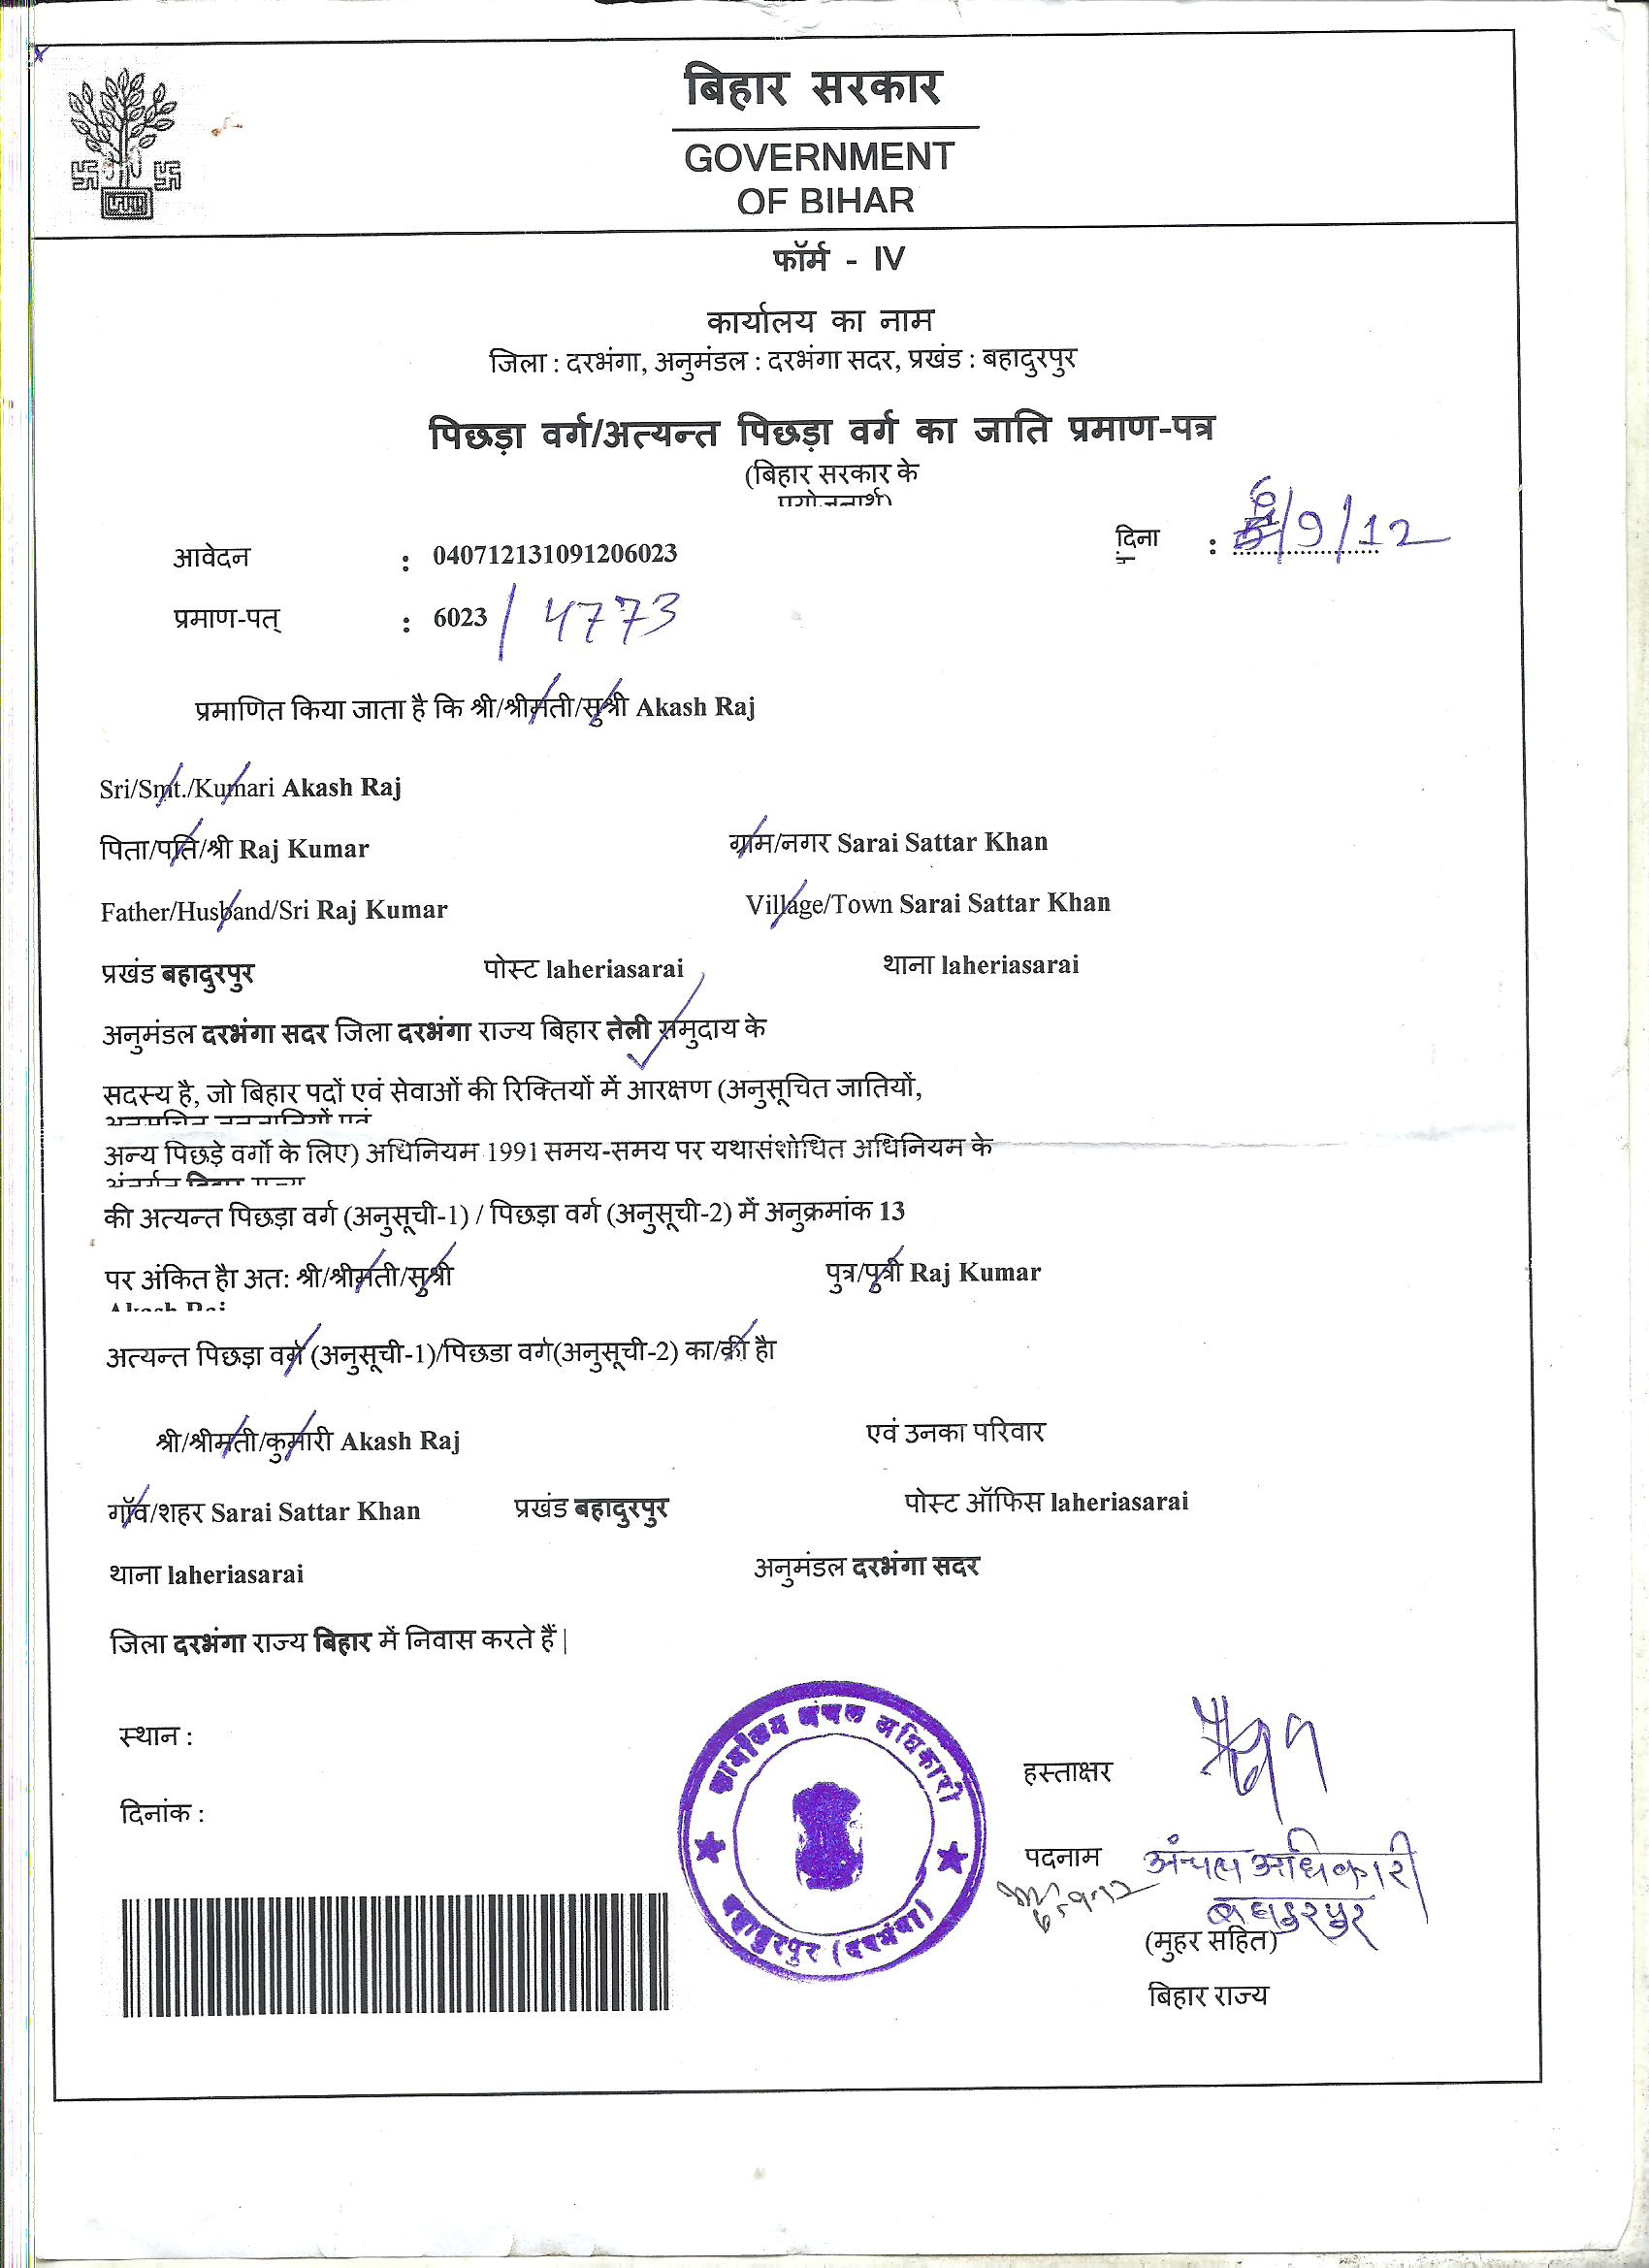 बिहार सरकार
GOVERNMENT
OF BIHAR
फॉर्म - IV
कार्यालय का नाम
जिला : दरभंगा, अनुमंडल : दरभंगा सदर, प्रखंड : बहादुरपुर
पिछड़ा वर्ग/अत्यन्त पिछड़ा वर्ग का जाति प्रमाण-पत्र
(बिहार सरकार के
प्रयोजनार्थ)
दिना : 6/9/12
आवेदन : 040712131091206023
प्रमाण-पत् : 6023 / 4773
प्रमाणित किया जाता है कि श्री/श्रीमती/सुश्री Akash Raj
Sri/Smt./Kumari Akash Raj
पिता/पति/श्री Raj Kumar ग्राम/नगर Sarai Sattar Khan
Father/Husband/Sri Raj Kumar Village/Town Sarai Sattar Khan
प्रखंड बहादुरपुर पोस्ट laheriasarai थाना laheriasarai
अनुमंडल दरभंगा सदर जिला दरभंगा राज्य बिहार तेली समुदाय के
सदस्य है, जो बिहार पदों एवं सेवाओं की रिक्तियों में आरक्षण (अनुसूचित जातियों,
अन्य पिछड़े वर्गो के लिए) अधिनियम 1991 समय-समय पर यथासंशोधित अधिनियम के
की अत्यन्त पिछड़ा वर्ग (अनुसूची-1) / पिछड़ा वर्ग (अनुसूची-2) में अनुक्रमांक 13
पर अंकित है। अत: श्री/श्रीमती/सुश्री पुत्र/पुत्री Raj Kumar
Akash Raj
अत्यन्त पिछड़ा वर्ग (अनुसूची-1)/पिछडा वर्ग(अनुसूची-2) का/की है।
श्री/श्रीमती/कुमारी Akash Raj एवं उनका परिवार
गॉव/शहर Sarai Sattar Khan प्रखंड बहादुरपुर पोस्ट ऑफिस laheriasarai
थाना laheriasarai अनुमंडल दरभंगा सदर
जिला दरभंगा राज्य बिहार में निवास करते हैं|
स्थान :
दिनांक :
कार्यालय अंचल अधिकारी
बहादुरपुर (दरभंगा)
हस्ताक्षर
पदनाम अंचल अधिकारी
बहादुरपुर
(मुहर सहित)
बिहार राज्य